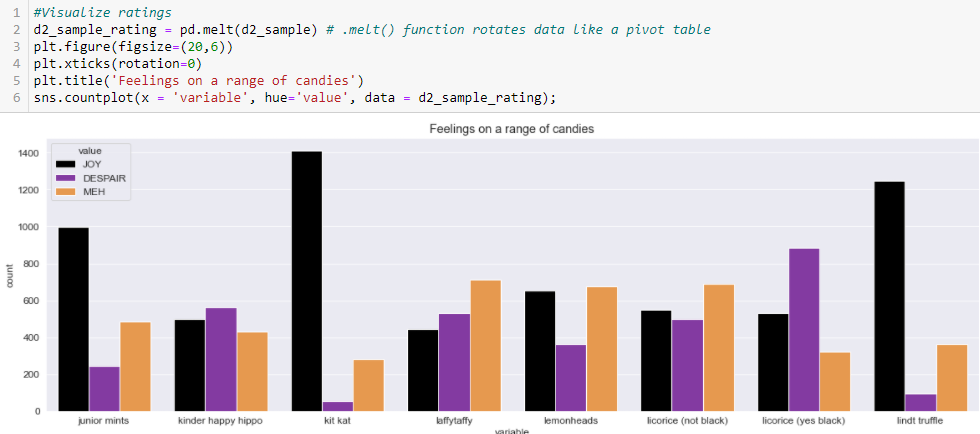 1 #Visualize ratings
2 d2_sample_rating = pd.melt(d2_sample) # .melt() function rotates data like a pivot table
3 plt.figure(figsize=(20,6))
4 plt.xticks(rotation=0)
5 plt.title('Feelings on a range of candies')
6 sns.countplot(x = 'variable', hue='value', data = d2_sample_rating);
Feelings on a range of candies
value
JOY
DESPAIR
MEH
1400
1200
1000
800
600
400
200
0
count
junior mints kinder happy hippo kit kat laffytaffy lemonheads licorice (not black) licorice (yes black) lindt truffle
variable